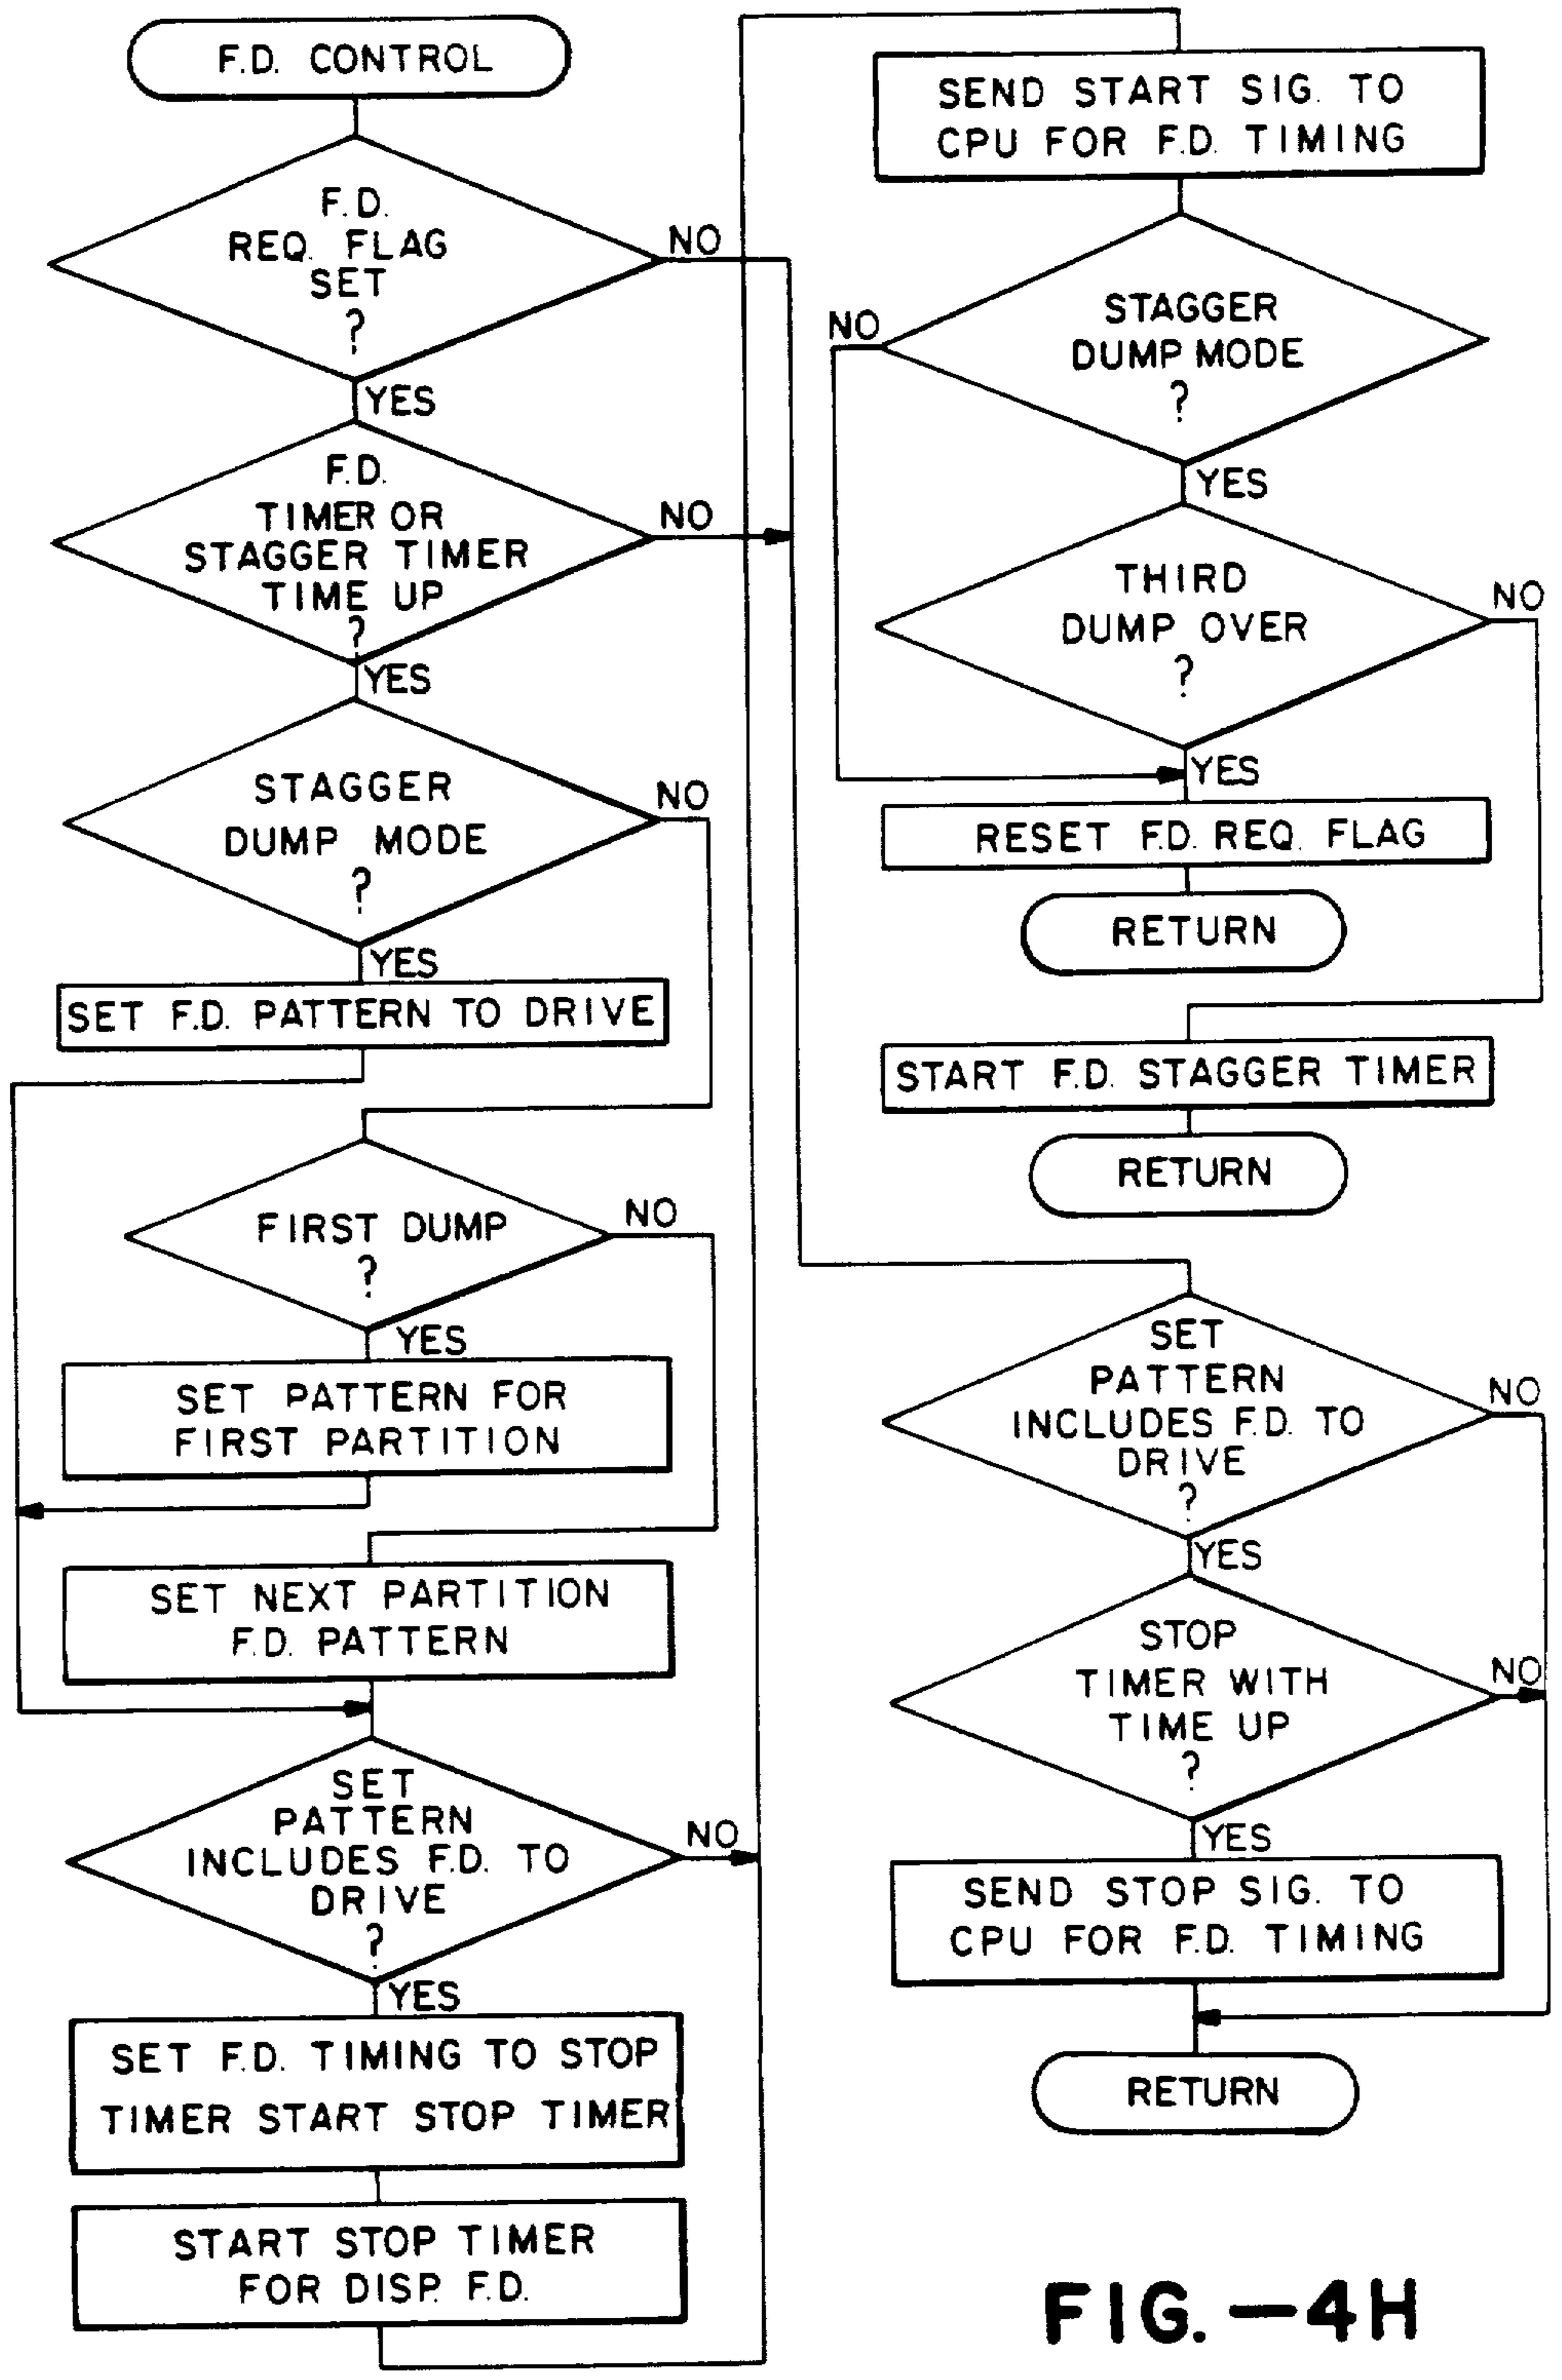 F.D. CONTROL
F.D.
REQ. FLAG
SET
?
NO
YES
F.D.
TIMER OR
STAGGER TIMER
TIME UP
?
NO
YES
STAGGER
DUMP MODE
?
NO
YES
SET F.D. PATTERN TO DRIVE
FIRST DUMP
?
NO
YES
SET PATTERN FOR
FIRST PARTITION
SET NEXT PARTITION
F.D. PATTERN
SET
PATTERN
INCLUDES F.D. TO
DRIVE
?
NO
YES
SET F.D. TIMING TO STOP
TIMER START STOP TIMER
START STOP TIMER
FOR DISP. F.D.
SEND START SIG. TO
CPU FOR F.D. TIMING
STAGGER
DUMP MODE
?
NO
YES
THIRD
DUMP OVER
?
NO
YES
RESET F.D. REQ. FLAG
RETURN
START F.D. STAGGER TIMER
RETURN
SET
PATTERN
INCLUDES F.D. TO
DRIVE
?
NO
YES
STOP
TIMER WITH
TIME UP
?
NO
YES
SEND STOP SIG. TO
CPU FOR F.D. TIMING
RETURN
FIG.—4H